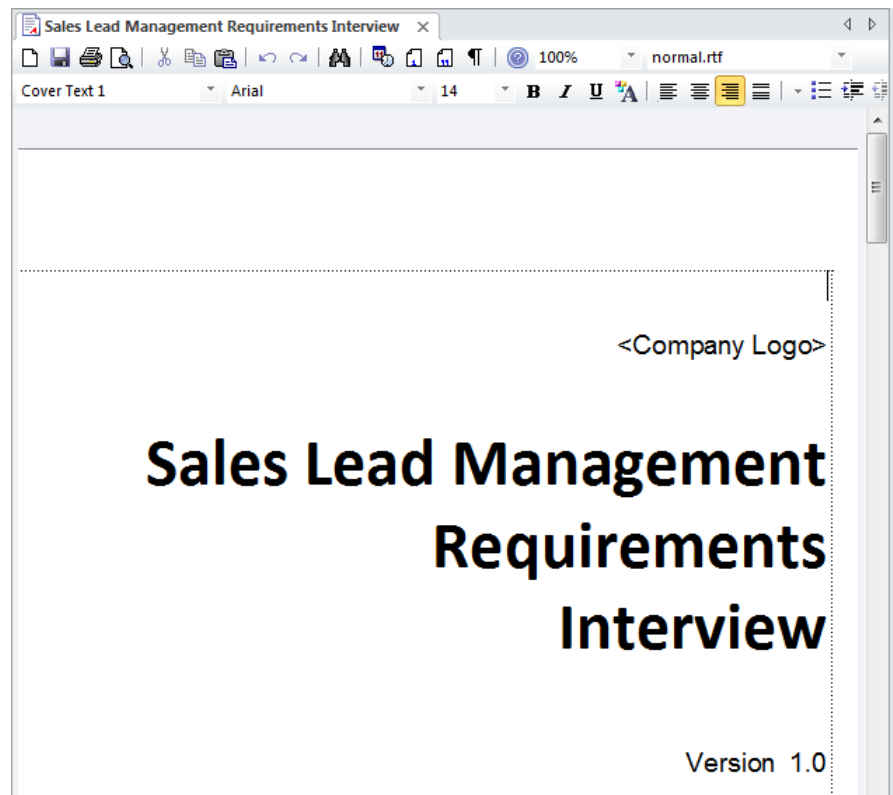 Sales Lead Management Requirements Interview
100% normal.rtf
Cover Text 1 Arial 14 B I U A
<Company Logo>
Sales Lead Management
Requirements
Interview
Version 1.0